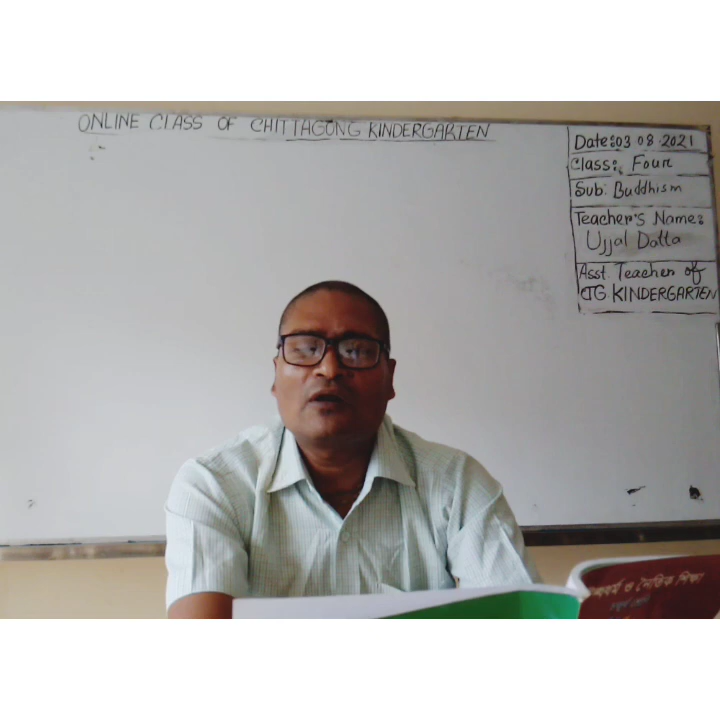 ONLINE CLASS OF CHITTAGONG KINDERGARTEN
Date:03 08.2021
Class: Four
Sub: Buddhism
Teacher's Name:
Ujjal Datta
Asst. Teacher of
CTG. KINDERGARTEN
ও নৈতিক শিক্ষা